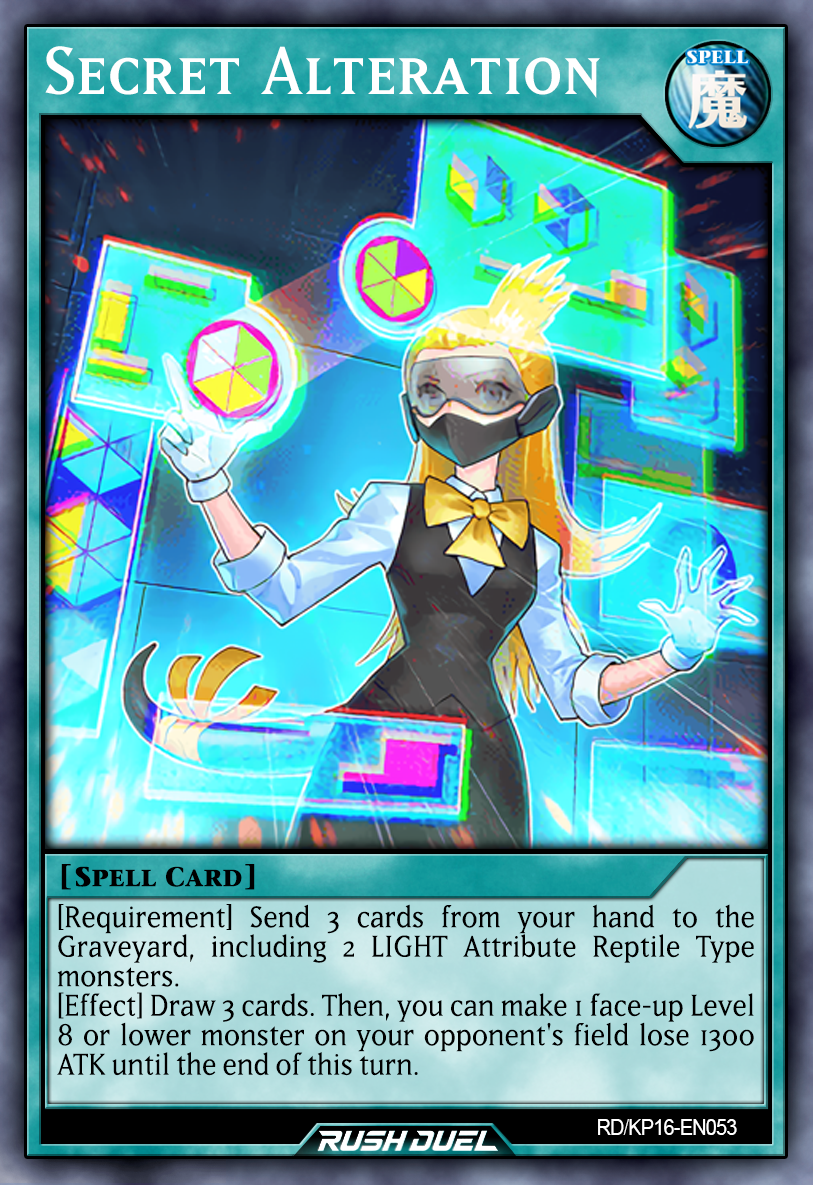 Secret Alteration
SPELL
魔
[Spell Card]
[Requirement] Send 3 cards from your hand to the
Graveyard, including 2 LIGHT Attribute Reptile Type
monsters.
[Effect] Draw 3 cards. Then, you can make 1 face-up Level
8 or lower monster on your opponent's field lose 1300
ATK until the end of this turn.
RD/KP16-EN053
RUSH DUEL